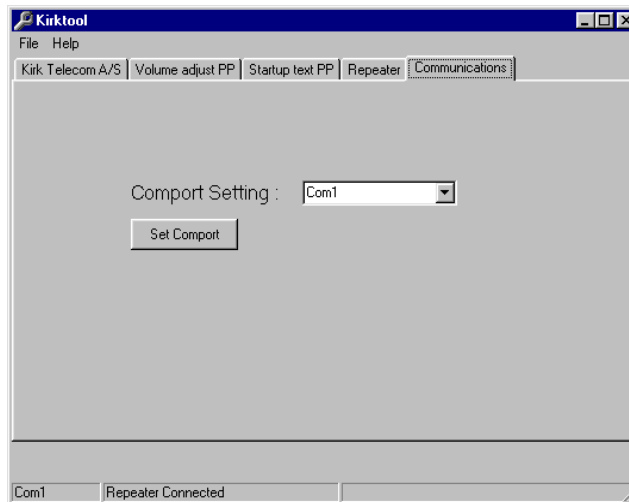 Kirktool
File Help
Kirk Telecom A/S Volume adjust PP Startup text PP Repeater Communications
Comport Setting : Com1
Set Comport
Com1 Repeater Connected